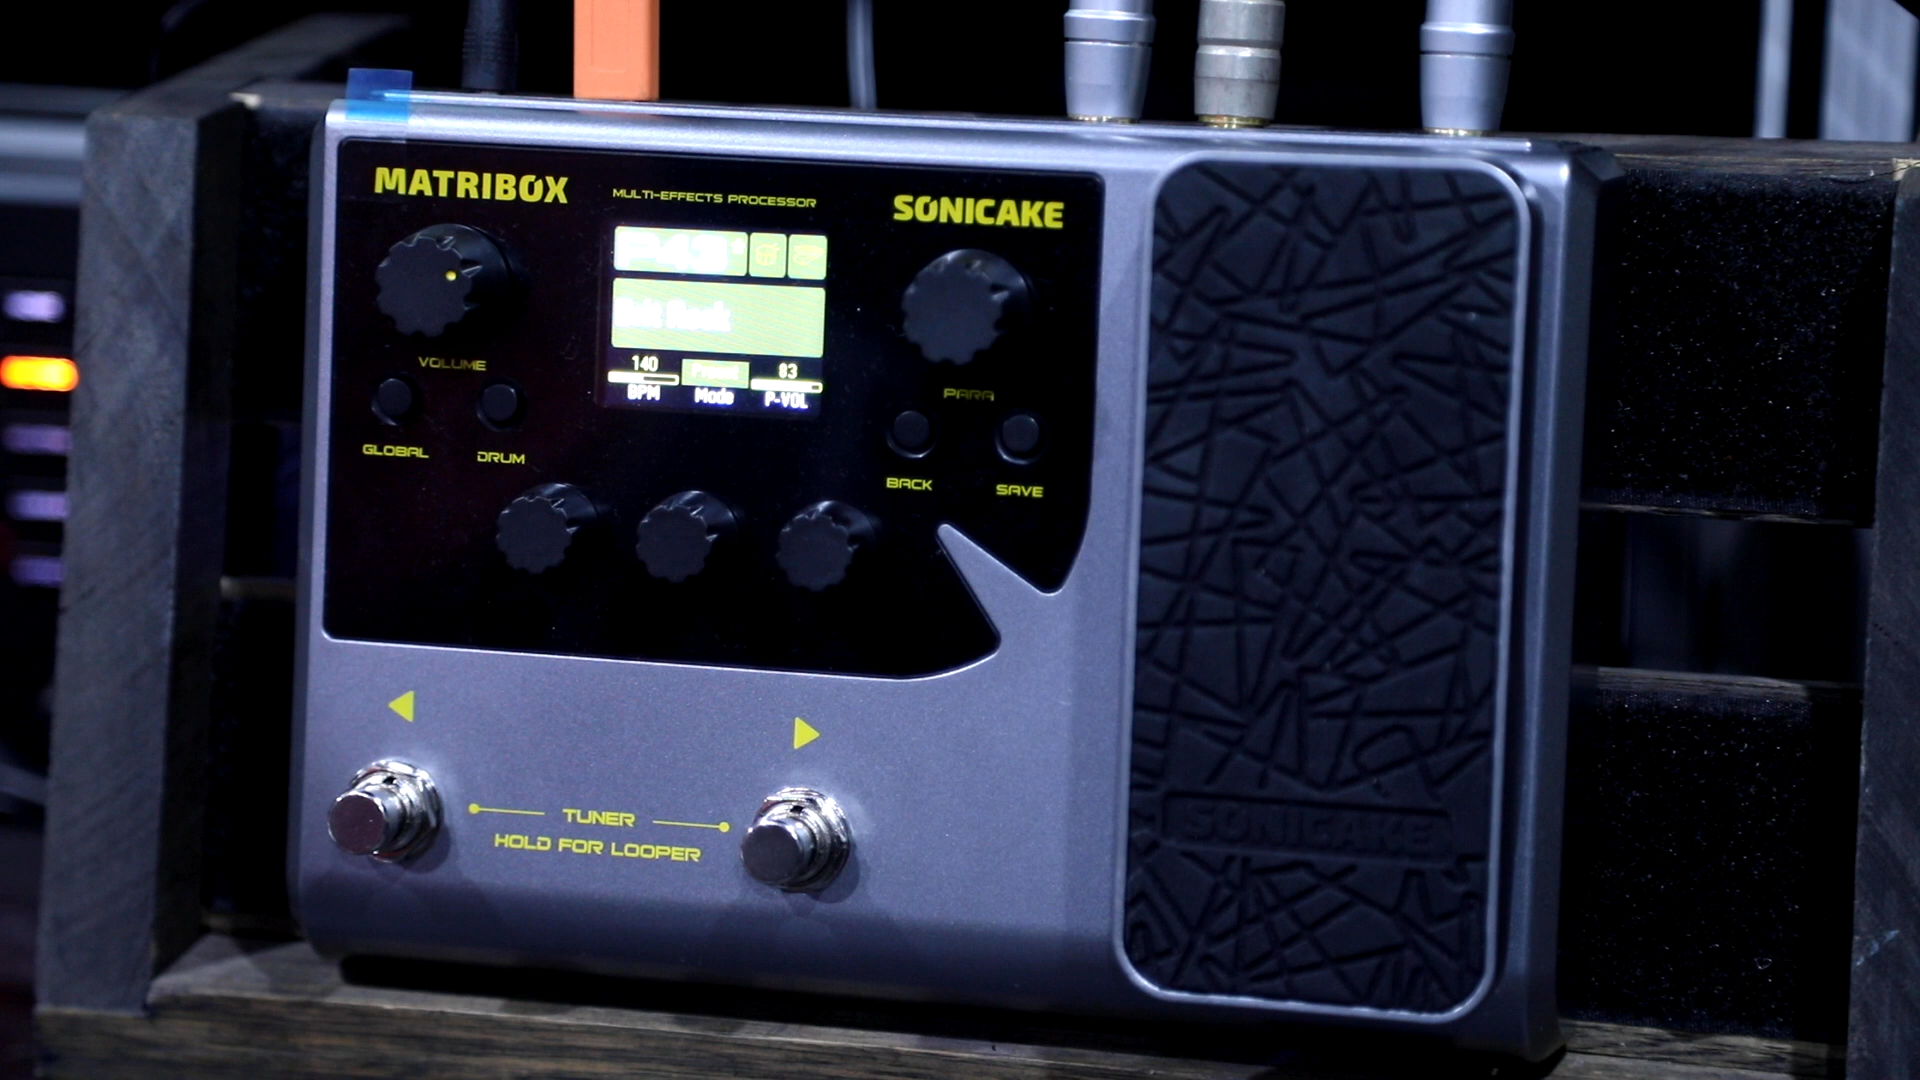 MATRIBOX
MULTI-EFFECTS PROCESSOR
SONICAKE
140
Preset
83
BPM
Mode
P-VOL
VOLUME
PARA
GLOBAL
DRUM
BACK
SAVE
TUNER
HOLD FOR LOOPER
SONICAKE